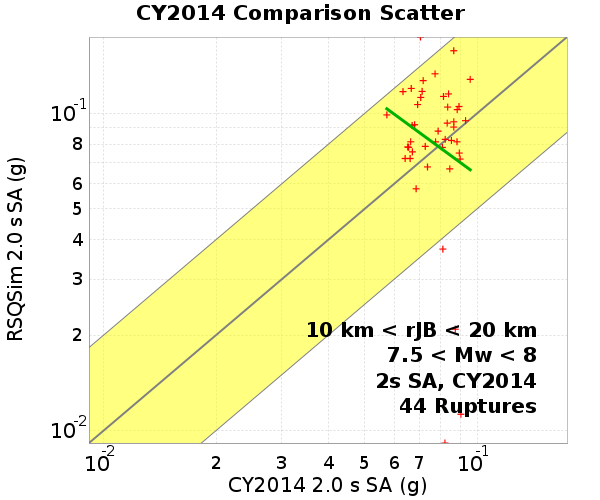 CY2014 Comparison Scatter
RSQSim 2.0 s SA (g)
10-1
8
6
5
4
3
2
10-2
10 km < rJB < 20 km
7.5 < Mw < 8
2s SA, CY2014
44 Ruptures
10-2 2 3 4 5 6 7 10-1
CY2014 2.0 s SA (g)